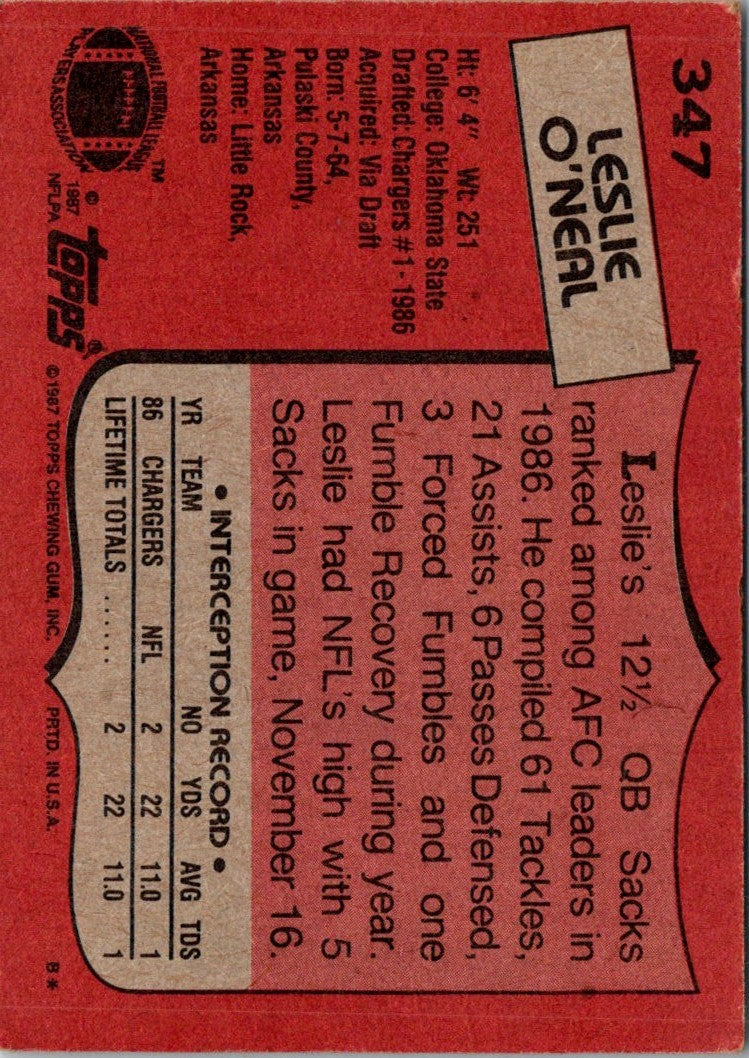 347
LESLIE
O'NEAL
Ht: 6' 4" Wt: 251
College: Oklahoma State
Drafted: Chargers #1-1986
Acquired: Via Draft
Born: 5-7-64,
Pulaski County,
Arkansas
Home: Little Rock,
Arkansas
NATIONAL FOOTBALL LEAGUE
PLAYERS ASSOCIATION
TM
© 1987
NFLPA
topps®
Leslie's 12½ QB Sacks
ranked among AFC leaders in
1986. He compiled 61 Tackles,
21 Assists, 6 Passes Defensed,
3 Forced Fumbles and one
Fumble Recovery during year.
Leslie had NFL's high with 5
Sacks in game, November 16.
• INTERCEPTION RECORD •
YR TEAM NO YDS AVG TDS
86 CHARGERS NFL 2 22 11.0 1
LIFETIME TOTALS ...... 2 22 11.0 1
© 1987 TOPPS CHEWING GUM, INC. PRTD. IN U.S.A. B*